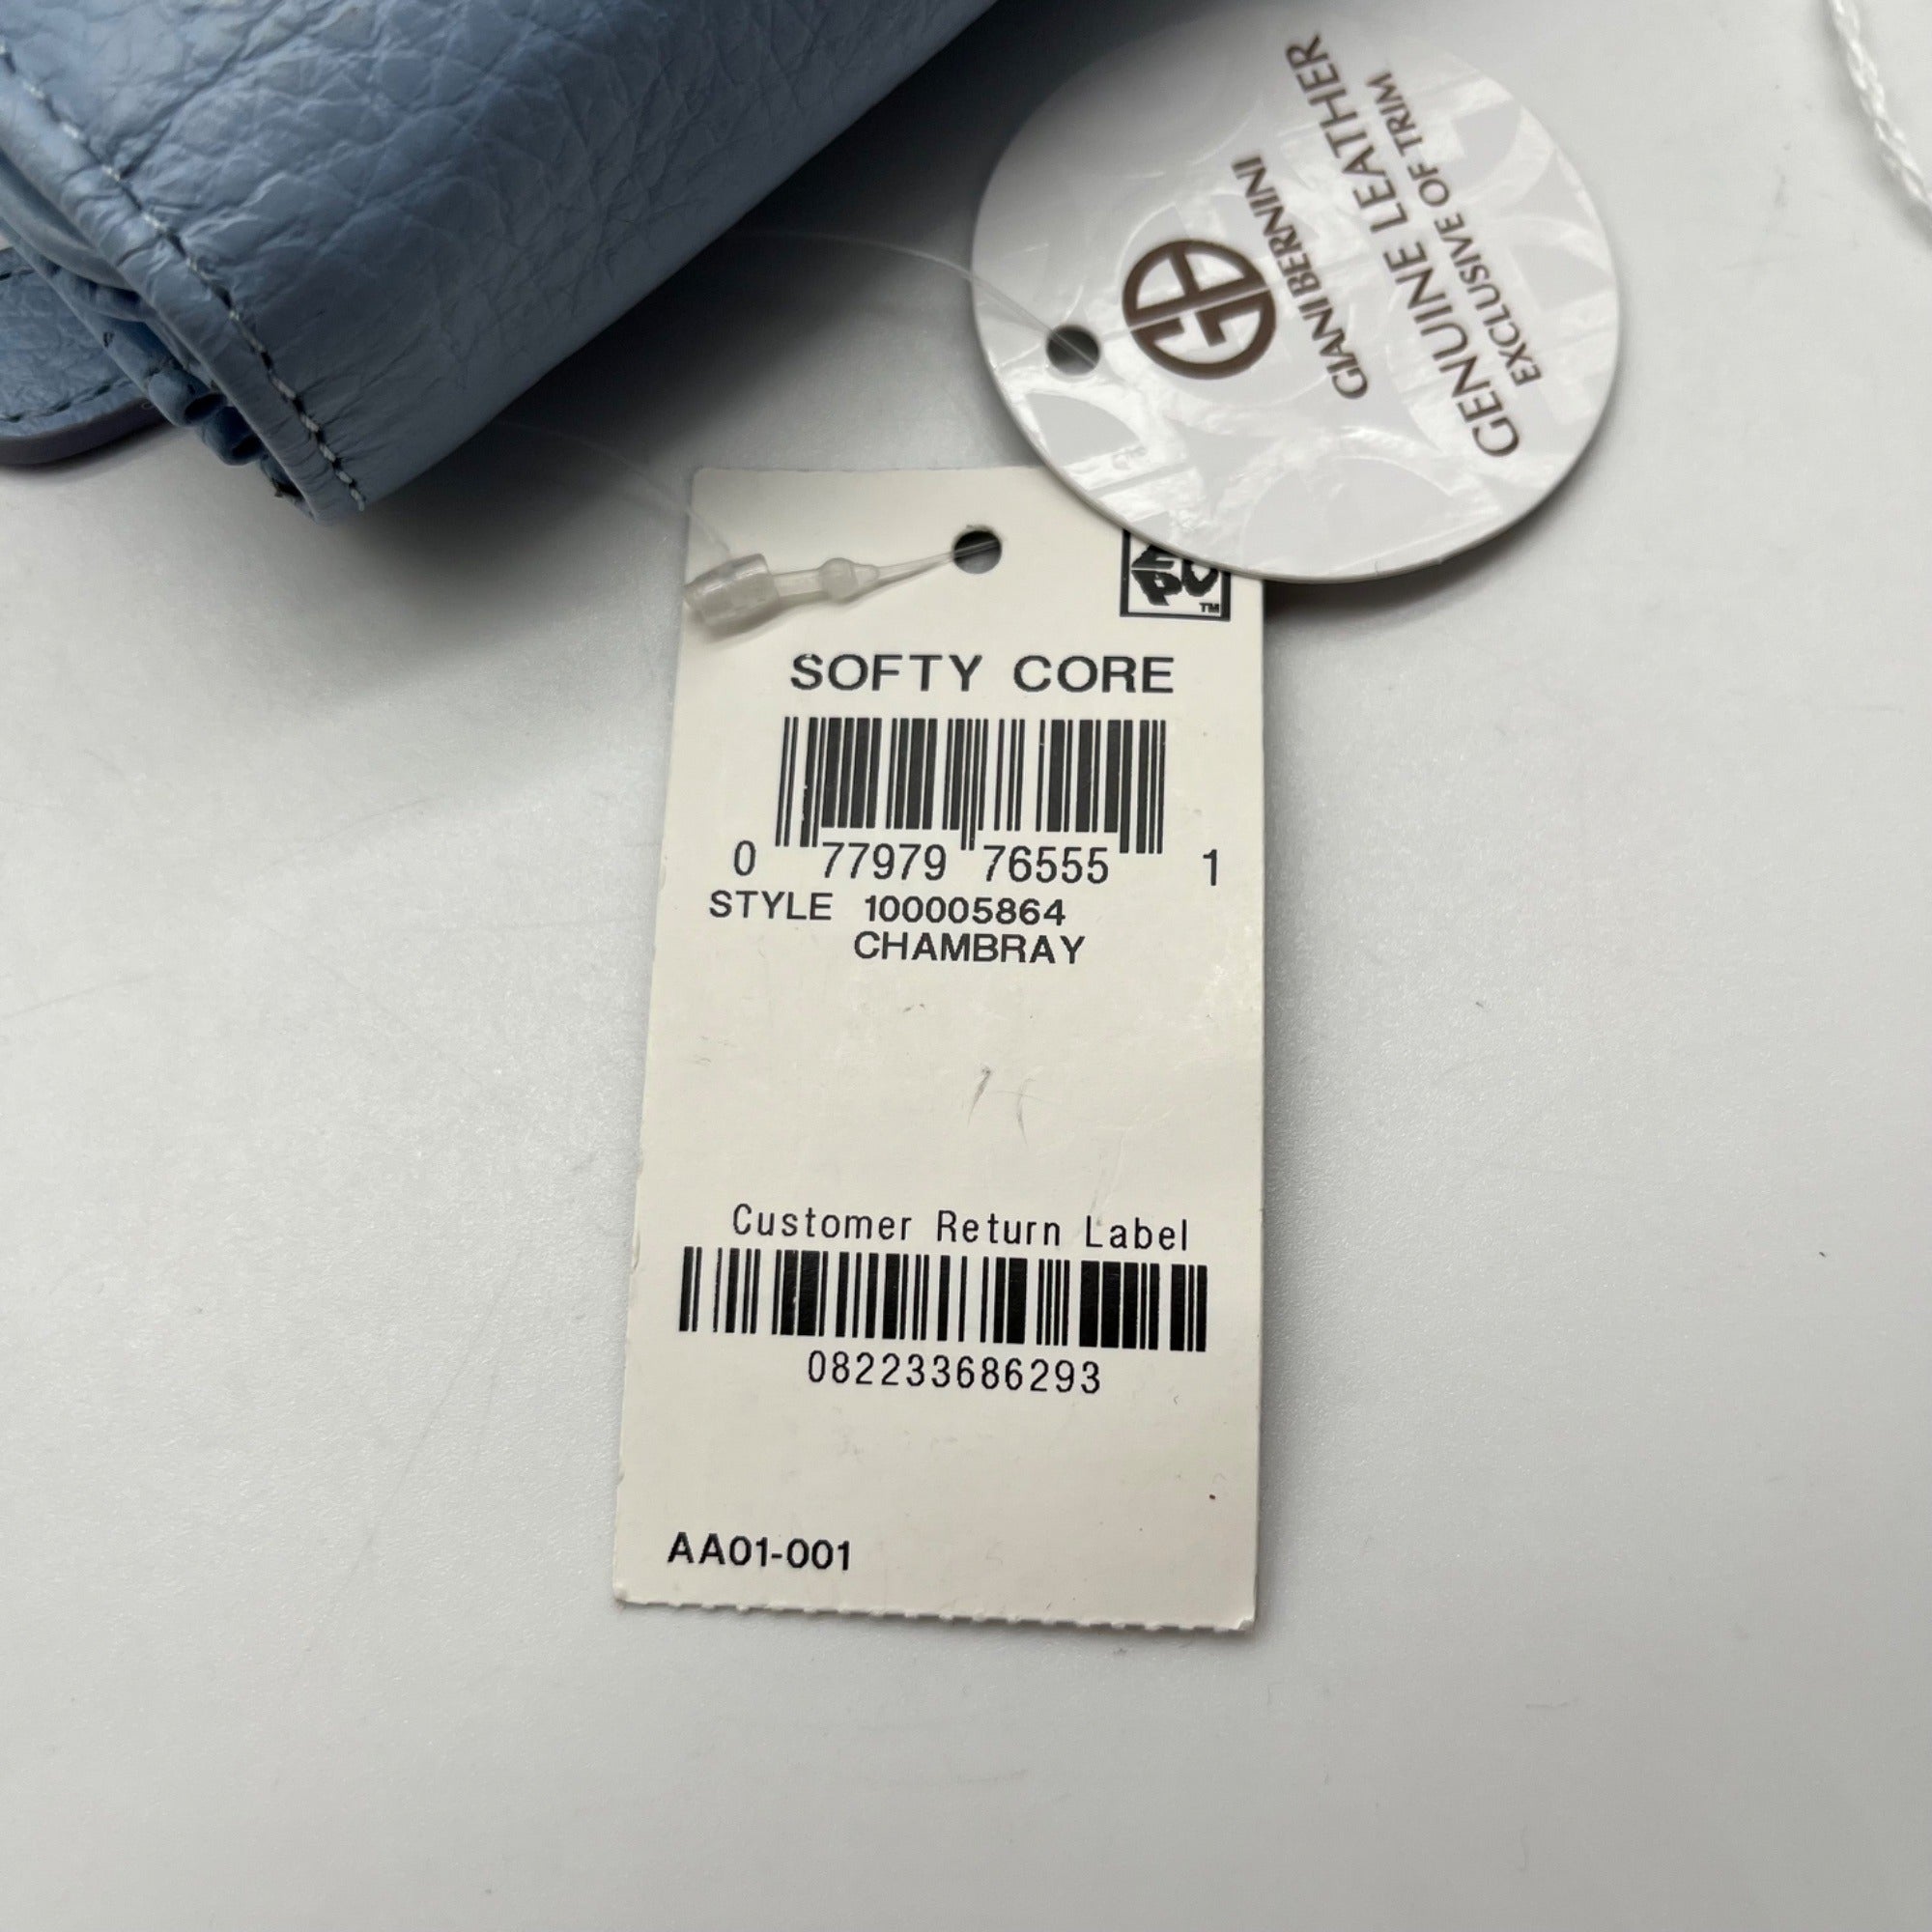 GIANI BERNINI
GENUINE LEATHER
EXCLUSIVE OF TRIM
TM
SOFTY CORE
0 77979 76555 1
STYLE 100005864
CHAMBRAY
Customer Return Label
082233686293
AA01-001